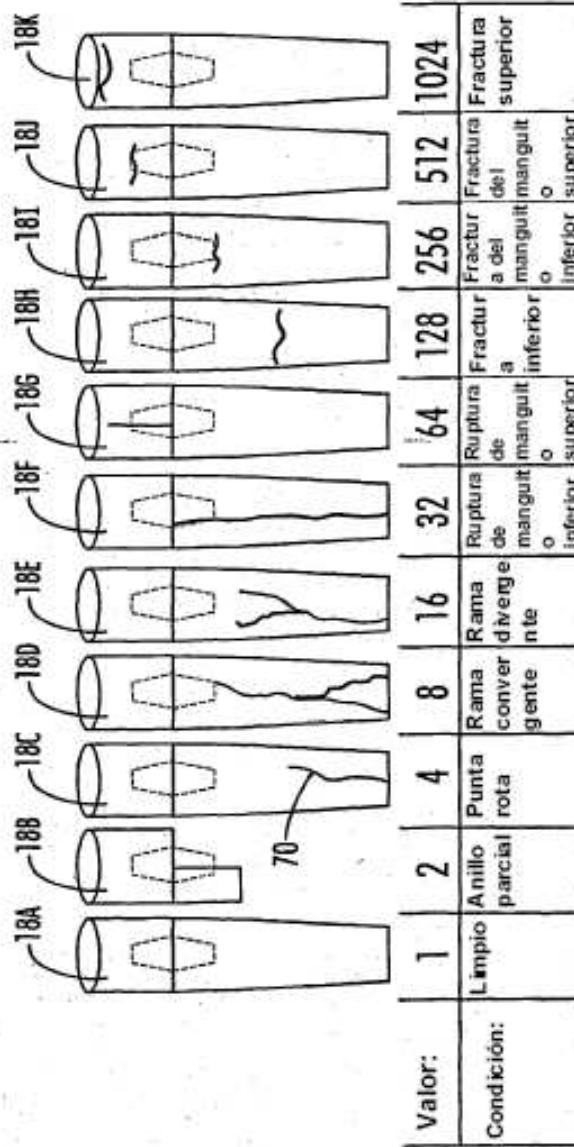 18A 18B 18C 18D 18E 18F 18G 18H 18I 18J 18K
70
Valor: 1 2 4 8 16 32 64 128 256 512 1024
Condición:
Limpio
Anillo
parcial
Punta
rota
Rama
conver
gente
Rama
diverge
nte
Ruptura
de
manguit
o
inferior
Ruptura
de
manguit
o
superior
Fractur
a
inferior
Fractur
a del
manguit
o
inferior
Fractura
del
manguit
o
superior
Fractura
superior